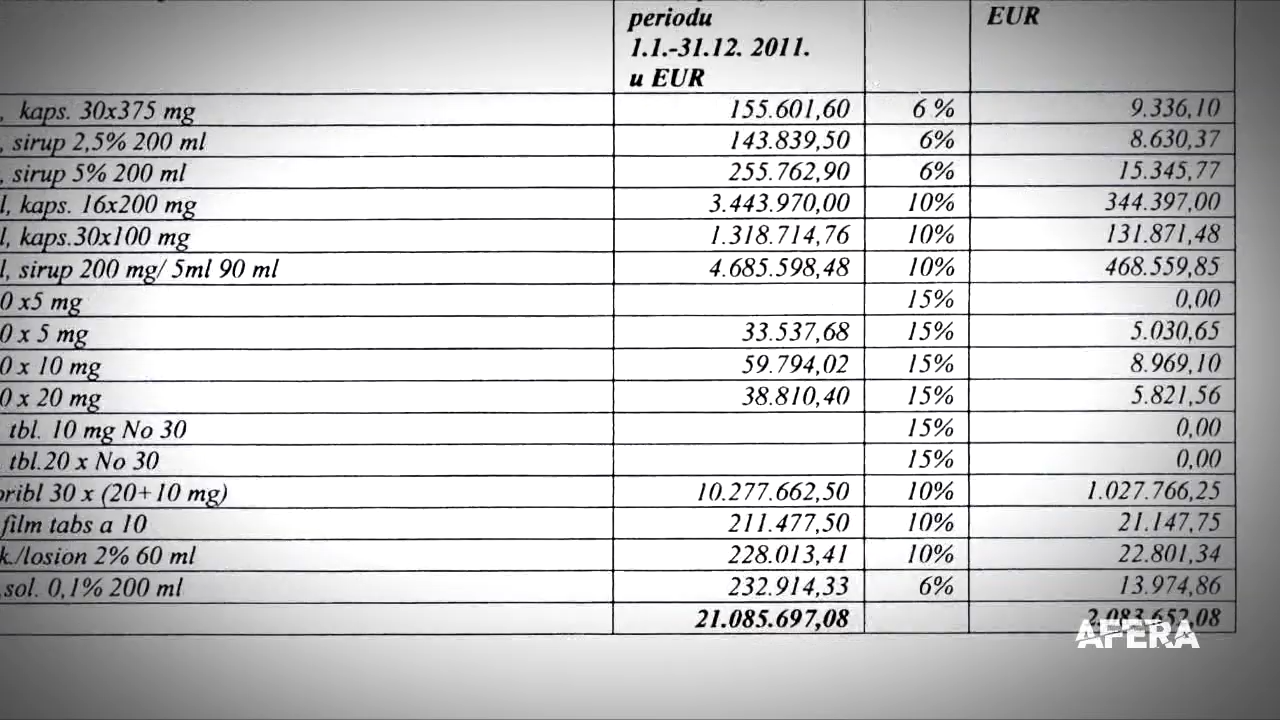 periodu
1.1.-31.12. 2011.
u EUR
EUR
, kaps. 30x375 mg 155.601,60 6 % 9.336,10
, sirup 2,5% 200 ml 143.839,50 6% 8.630,37
, sirup 5% 200 ml 255.762,90 6% 15.345,77
l, kaps. 16x200 mg 3.443.970,00 10% 344.397,00
l, kaps.30x100 mg 1.318.714,76 10% 131.871,48
l, sirup 200 mg/ 5ml 90 ml 4.685.598,48 10% 468.559,85
0 x5 mg 15% 0,00
0 x 5 mg 33.537,68 15% 5.030,65
0 x 10 mg 59.794,02 15% 8.969,10
0 x 20 mg 38.810,40 15% 5.821,56
tbl. 10 mg No 30 15% 0,00
tbl.20 x No 30 15% 0,00
pribl 30 x (20+10 mg) 10.277.662,50 10% 1.027.766,25
film tabs a 10 211.477,50 10% 21.147,75
k./losion 2% 60 ml 228.013,41 10% 22.801,34
,sol. 0,1% 200 ml 232.914,33 6% 13.974,86
21.085.697,08 2.083.652,08
AFERA